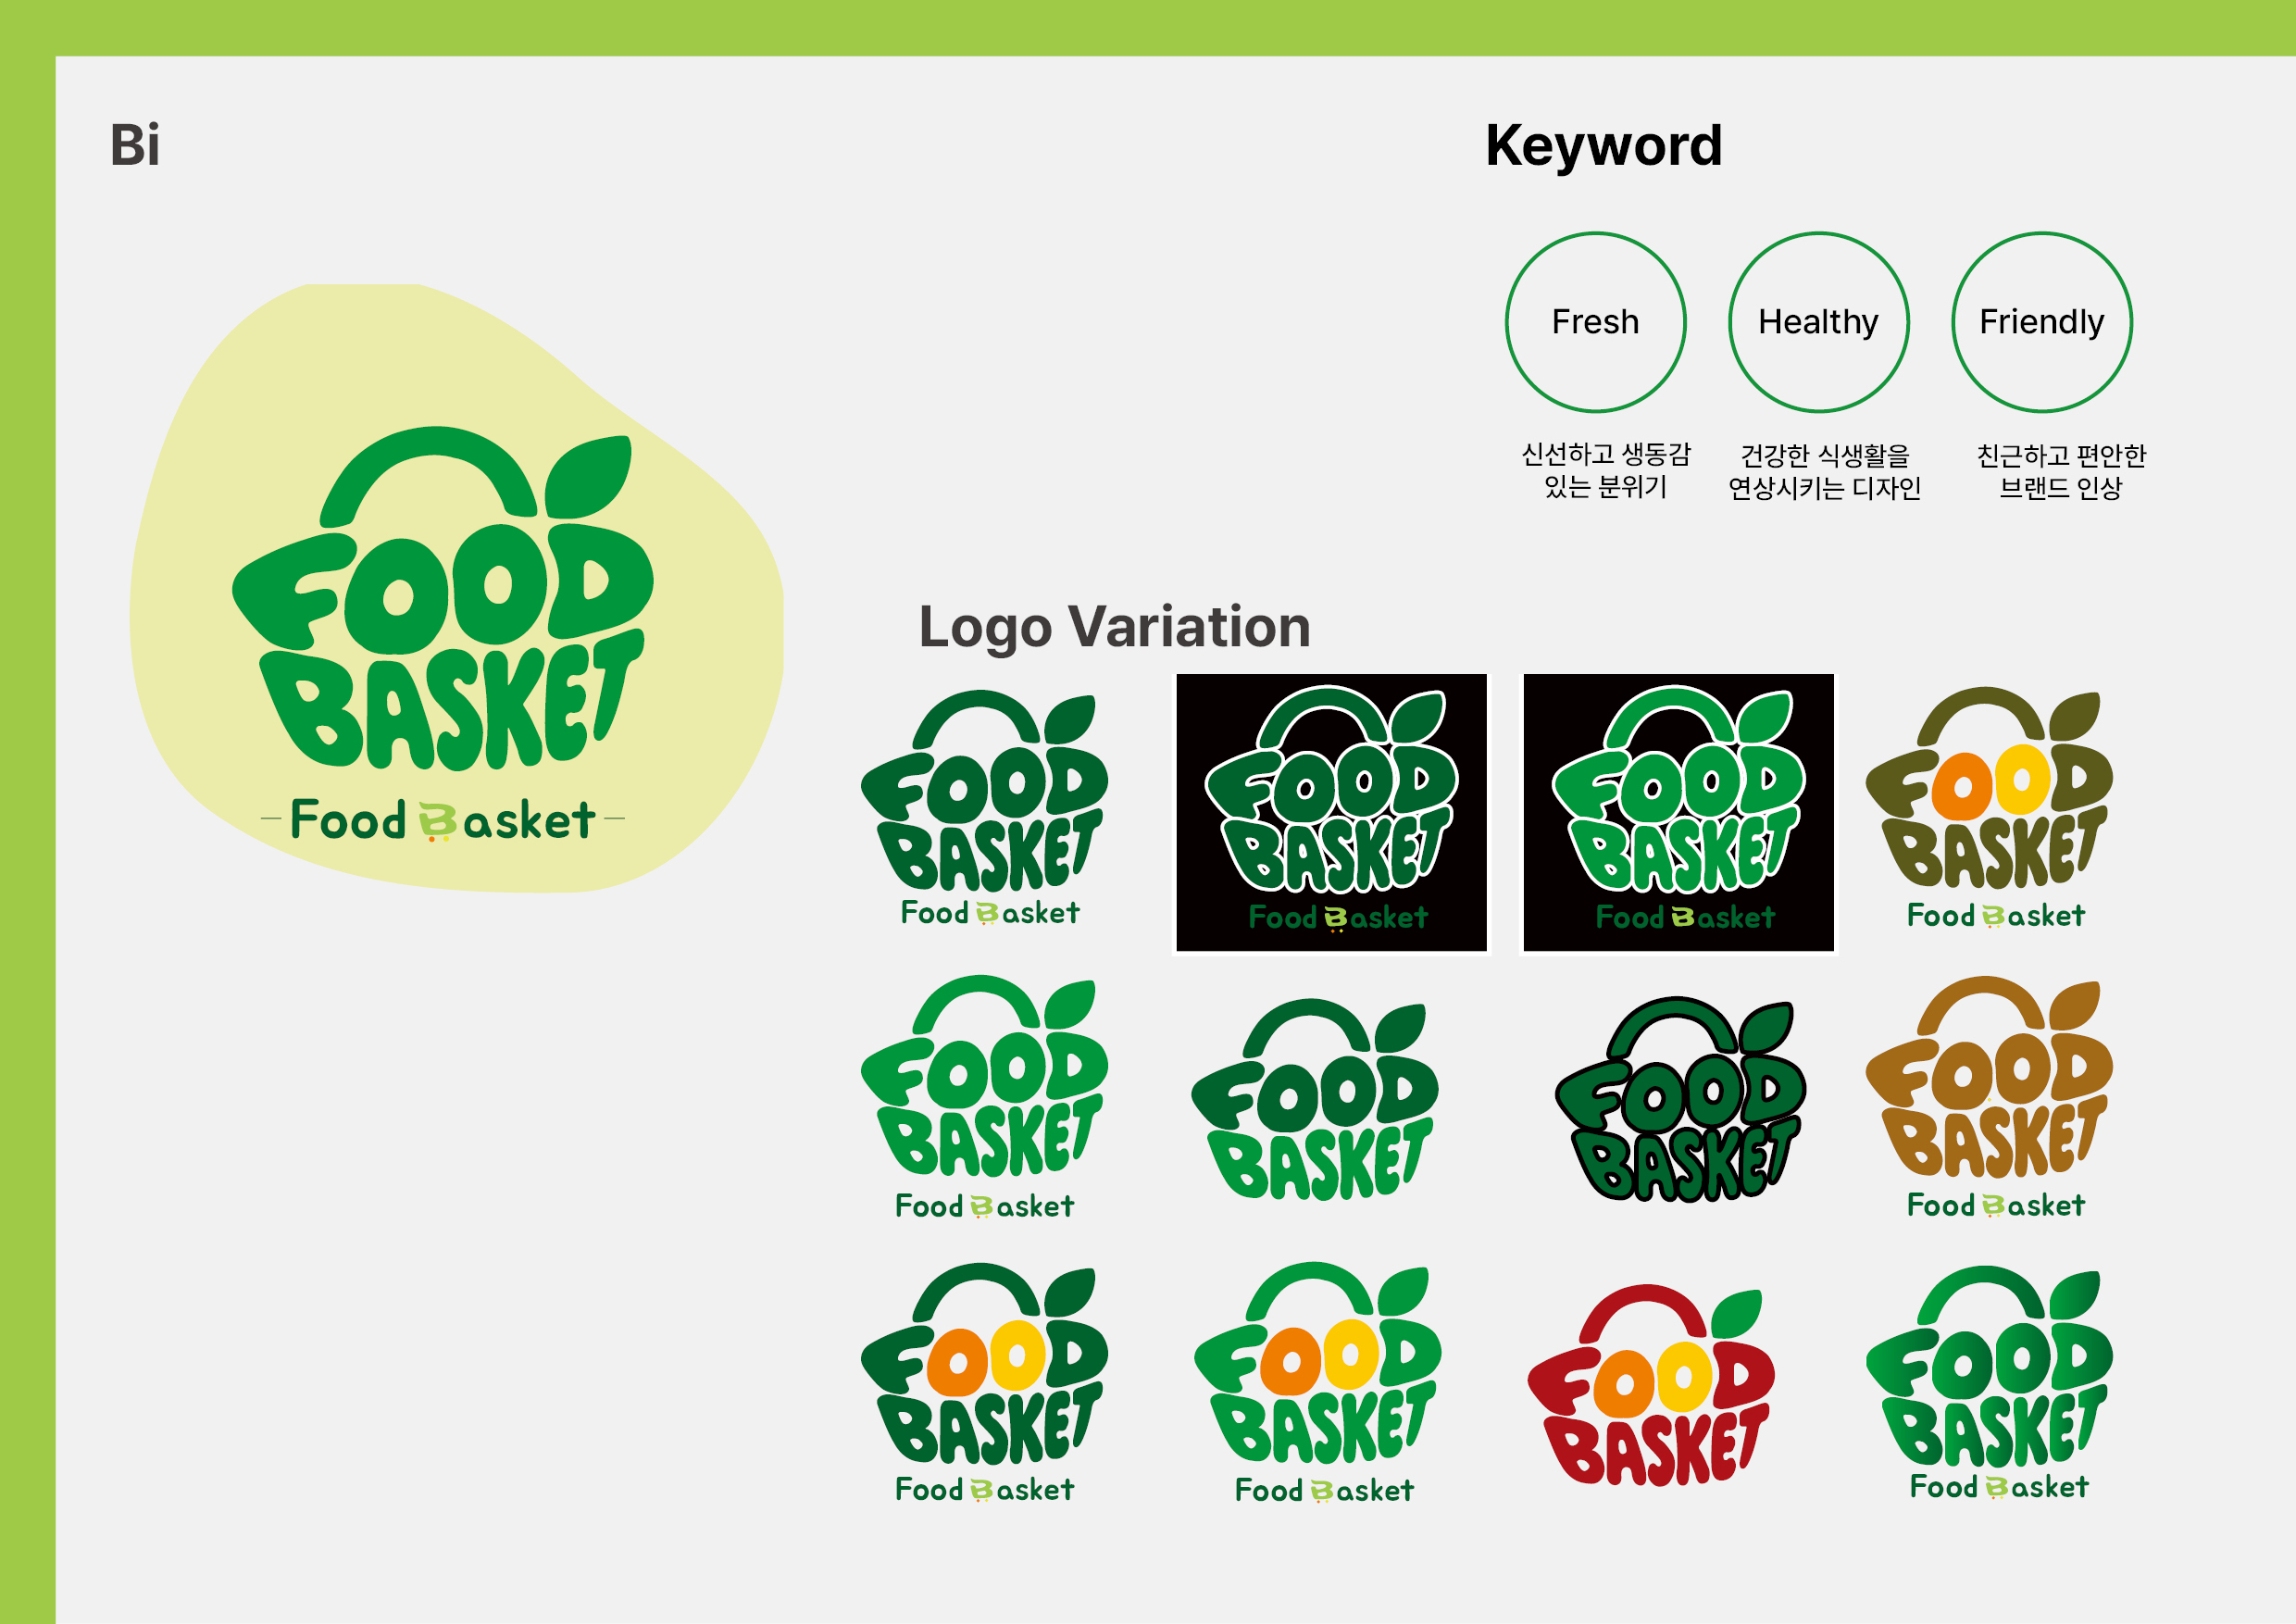 Bi
Keyword
Fresh
Healthy
Friendly
신선하고 생동감
있는 분위기
건강한 식생활을
연상시키는 디자인
친근하고 편안한
브랜드 인상
FOOD
BASKET
Food Basket
Logo Variation
FOOD
BASKET
Food Basket
FOOD
BASKET
Food Basket
FOOD
BASKET
Food Basket
FOOD
BASKET
Food Basket
FOOD
BASKET
Food Basket
FOOD
BASKET
FOOD
BASKET
FOOD
BASKET
Food Basket
FOOD
BASKET
Food Basket
FOOD
BASKET
Food Basket
FOOD
BASKET
FOOD
BASKET
Food Basket